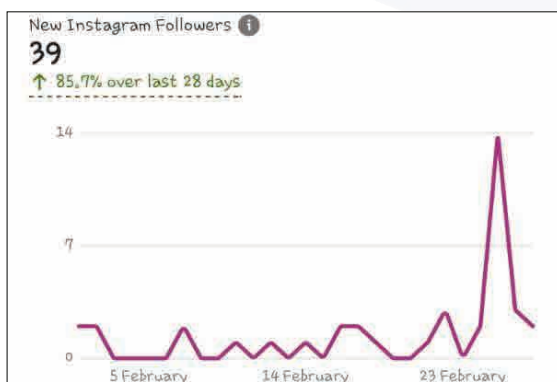 New Instagram Followers i
39
↑ 85.7% over last 28 days
14
7
0
5 February 14 February 23 February